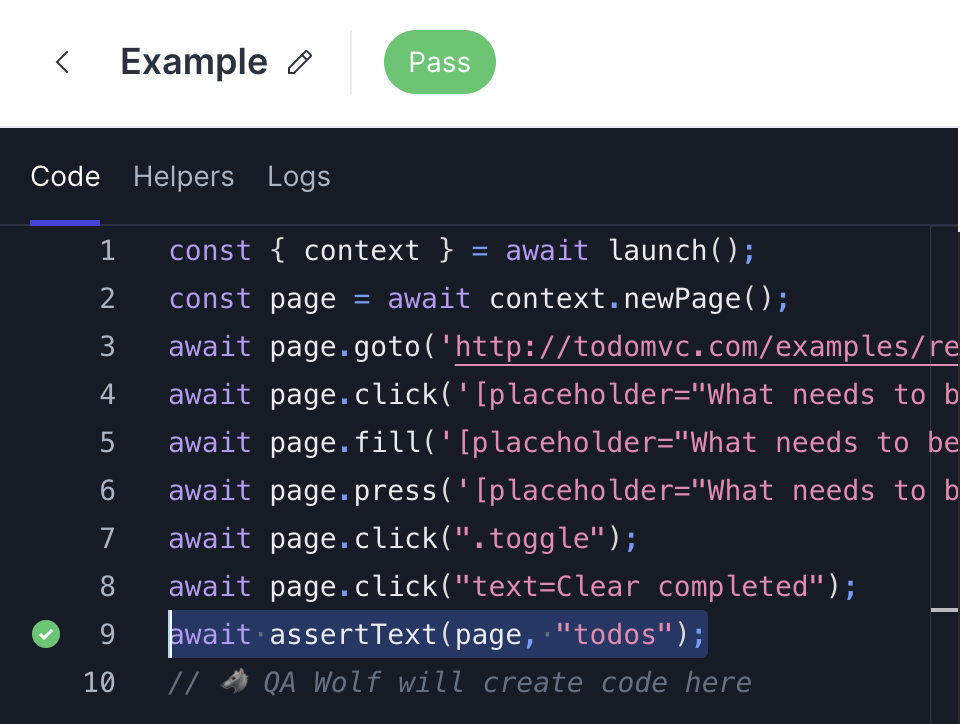 Example
Pass
Code Helpers Logs
1 const { context } = await launch();
2 const page = await context.newPage();
3 await page.goto('http://todomvc.com/examples/re
4 await page.click('[placeholder="What needs to b
5 await page.fill('[placeholder="What needs to be
6 await page.press('[placeholder="What needs to b
7 await page.click(".toggle");
8 await page.click("text=Clear completed");
9 await assertText(page, "todos");
10 // 🐺 QA Wolf will create code here